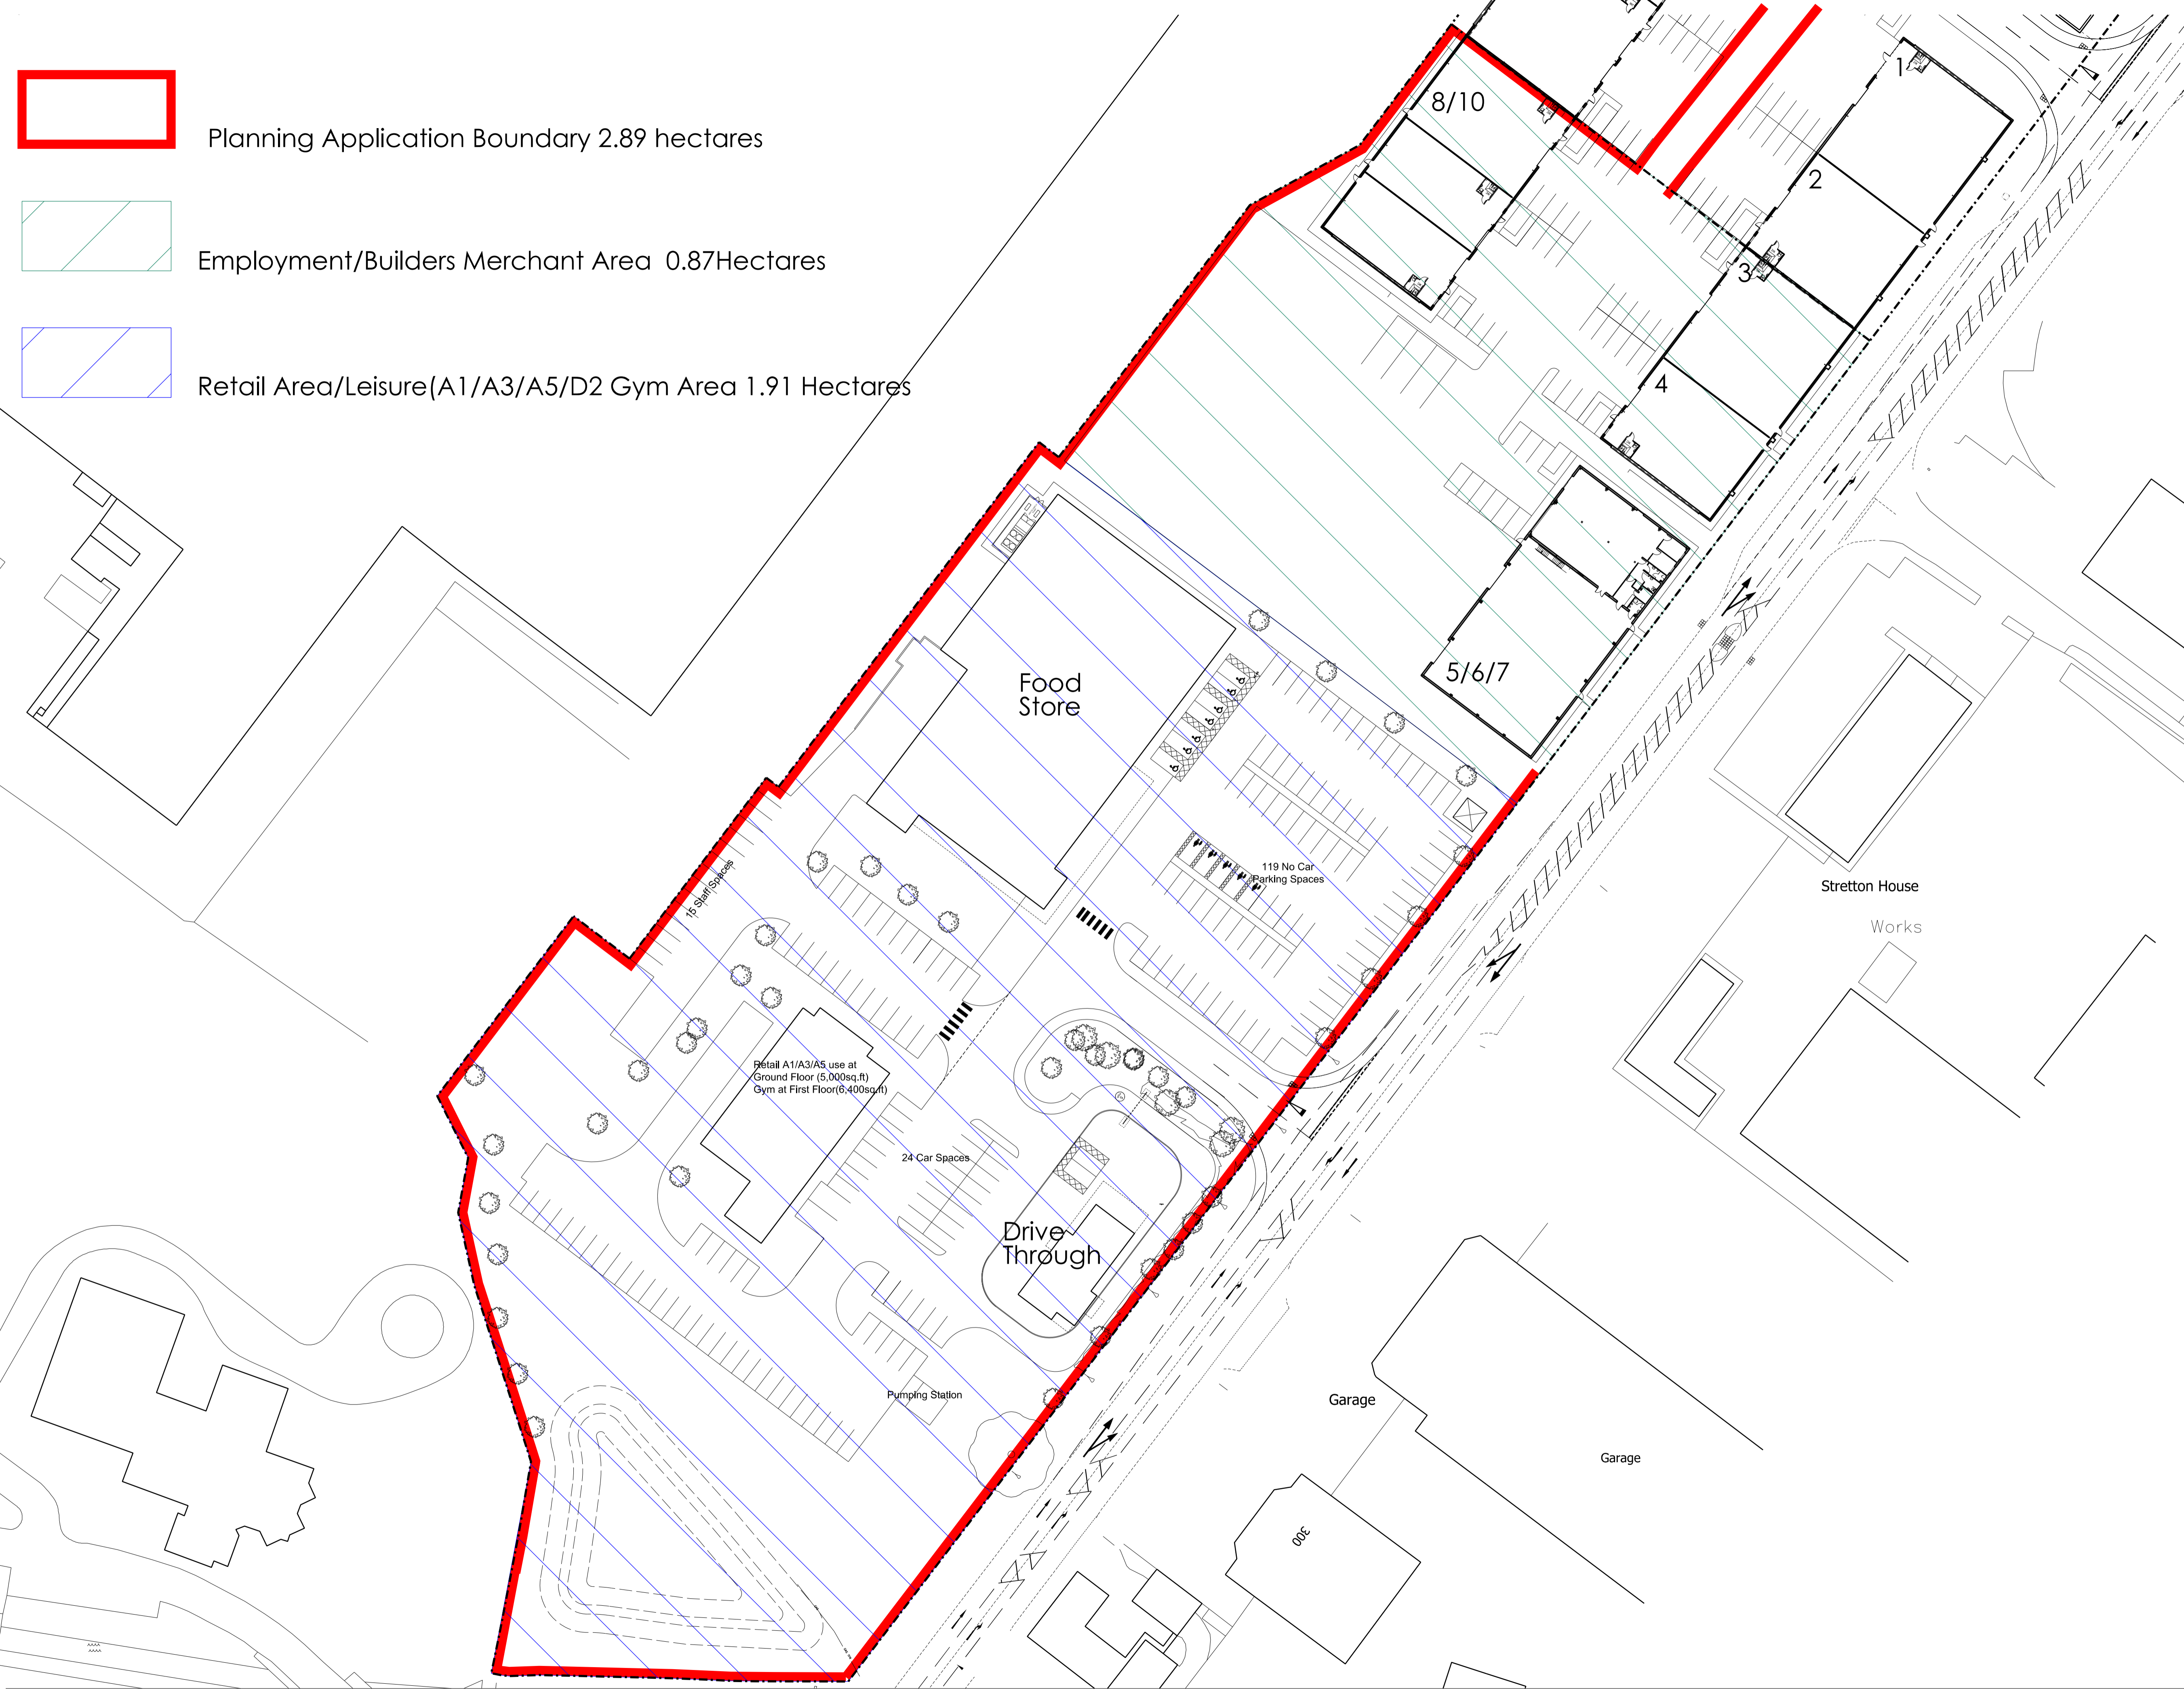 Planning Application Boundary 2.89 hectares
Employment/Builders Merchant Area 0.87Hectares
Retail Area/Leisure(A1/A3/A5/D2 Gym Area 1.91 Hectares
8/10
1
2
3
4
5/6/7
Food
Store
119 No Car
Parking Spaces
15 Staff Spaces
Stretton House
Works
Retail A1/A3/A5 use at
Ground Floor (5,000sq.ft)
Gym at First Floor(6,400sq.ft)
24 Car Spaces
Drive
Through
Pumping Station
Garage
Garage
300